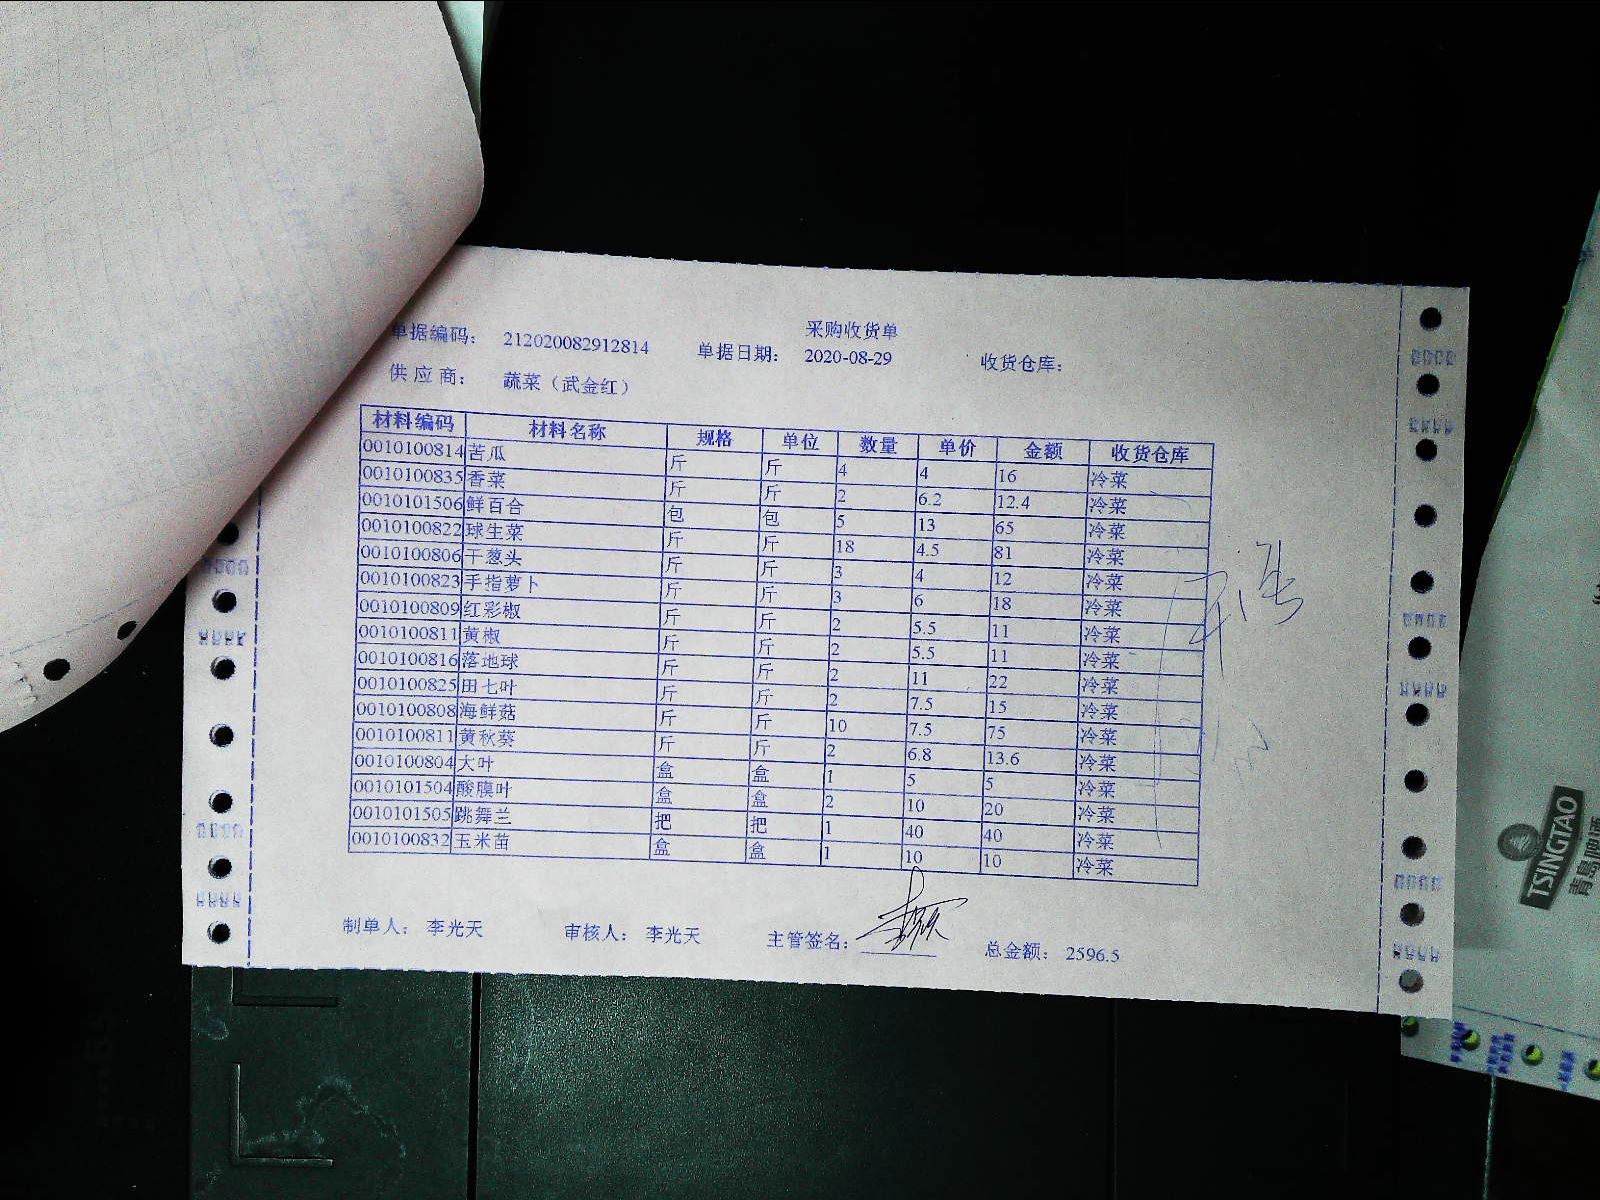 采购收货单
单据编码： 212020082912814 单据日期： 2020-08-29 收货仓库：
供应商： 蔬菜（武金红）
材料编码 材料名称 规格 单位 数量 单价 金额 收货仓库
0010100814 苦瓜 斤 斤 4 4 16 冷菜
0010100835 香菜 斤 斤 2 6.2 12.4 冷菜
0010101506 鲜百合 包 包 5 13 65 冷菜
0010100822 球生菜 斤 斤 18 4.5 81 冷菜
0010100806 干葱头 斤 斤 3 4 12 冷菜
0010100823 手指萝卜 斤 斤 3 6 18 冷菜
0010100809 红彩椒 斤 斤 2 5.5 11 冷菜
0010100811 黄椒 斤 斤 2 5.5 11 冷菜
0010100816 落地球 斤 斤 2 11 22 冷菜
0010100825 田七叶 斤 斤 2 7.5 15 冷菜
0010100808 海鲜菇 斤 斤 10 7.5 75 冷菜
0010100811 黄秋葵 斤 斤 2 6.8 13.6 冷菜
0010100804 大叶 盒 盒 1 5 5 冷菜
0010101504 酸膜叶 盒 盒 2 10 20 冷菜
0010101505 跳舞兰 把 把 1 40 40 冷菜
0010100832 玉米苗 盒 盒 1 10 10 冷菜
制单人： 李光天 审核人： 李光天 主管签名： 总金额： 2596.5
TSINGTAO
青岛啤酒